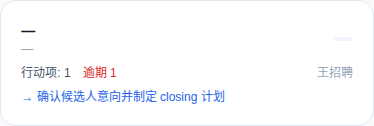 —
—
行动项: 1 逾期 1 王招聘
→ 确认候选人意向并制定 closing 计划